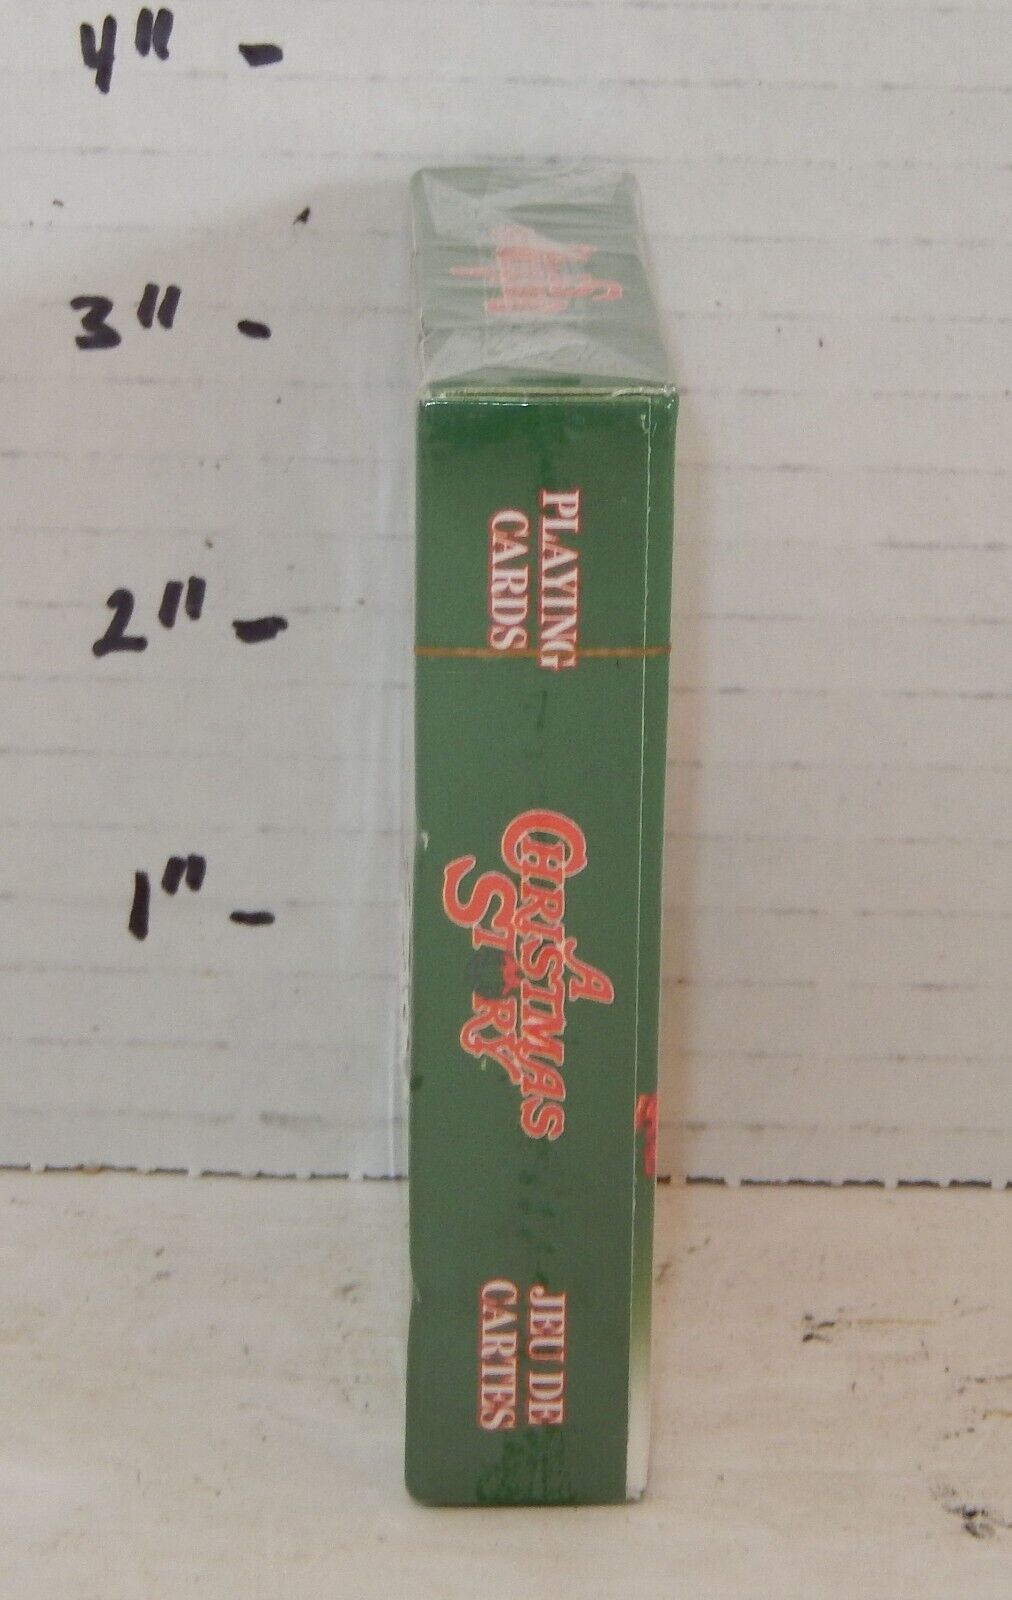 4" -
3" -
2" -
1" -
PLAYING
CARDS
A
CHRISTMAS
STORY
JEU DE
CARTES